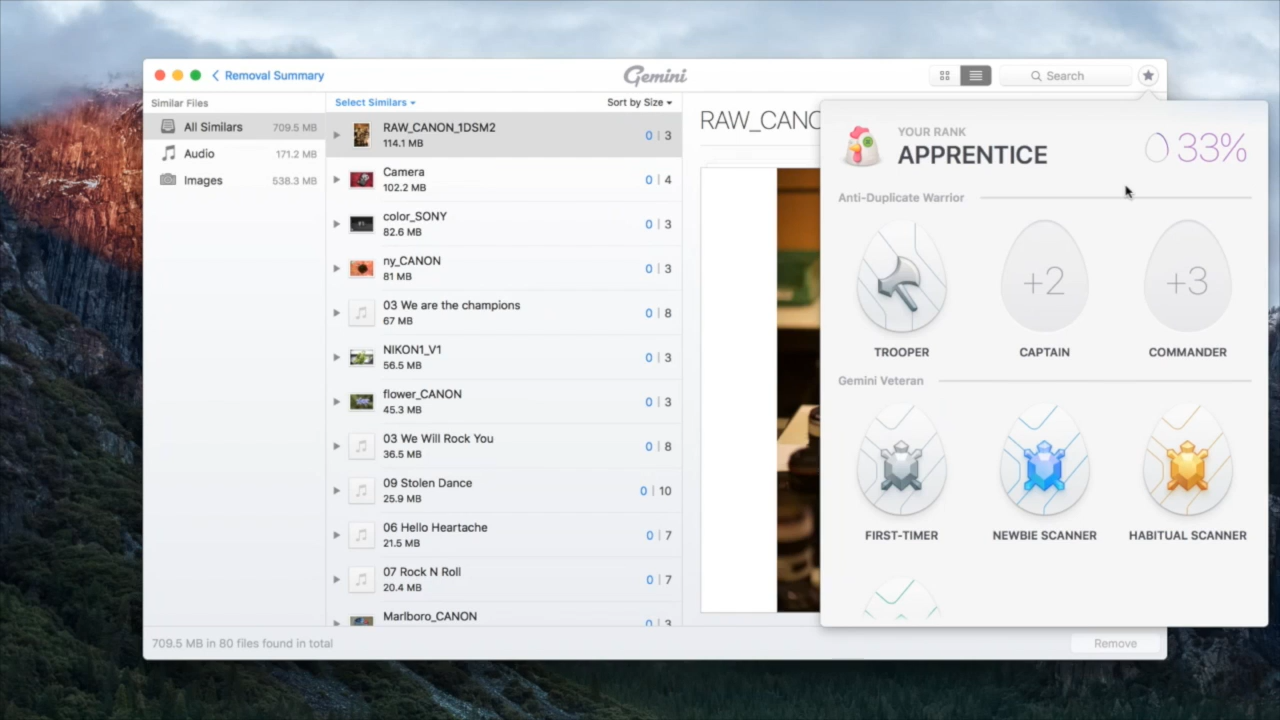 Removal Summary
Gemini
Search
Similar Files
All Similars 709.5 MB
Audio 171.2 MB
Images 538.3 MB
Select Similars
Sort by Size
RAW_CANON_1DSM2
114.1 MB
0 | 3
Camera
102.2 MB
0 | 4
color_SONY
82.6 MB
0 | 3
ny_CANON
81 MB
0 | 3
03 We are the champions
67 MB
0 | 8
NIKON1_V1
56.5 MB
0 | 3
flower_CANON
45.3 MB
0 | 3
03 We Will Rock You
36.5 MB
0 | 8
09 Stolen Dance
25.9 MB
0 | 10
06 Hello Heartache
21.5 MB
0 | 7
07 Rock N Roll
20.4 MB
0 | 7
Marlboro_CANON
0 | 3
RAW_CANO
YOUR RANK
APPRENTICE
33%
Anti-Duplicate Warrior
+2
+3
TROOPER
CAPTAIN
COMMANDER
Gemini Veteran
FIRST-TIMER
NEWBIE SCANNER
HABITUAL SCANNER
709.5 MB in 80 files found in total
Remove